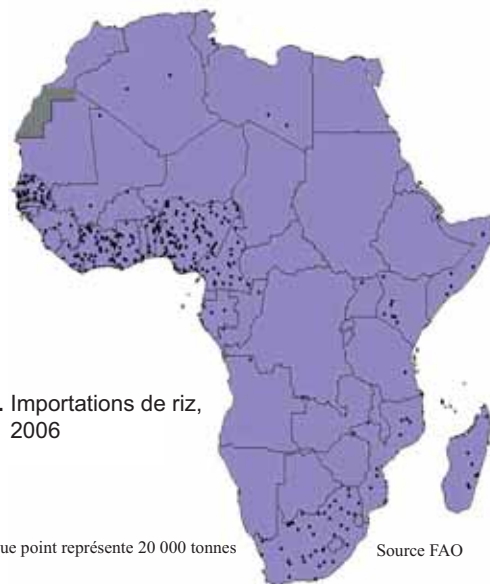 . Importations de riz,
2006
ue point représente 20 000 tonnes
Source FAO